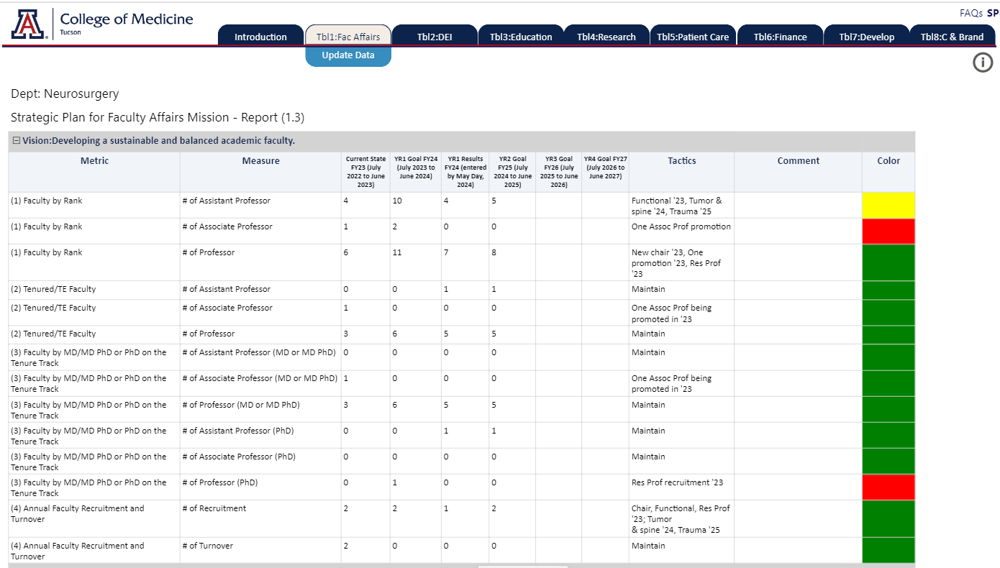 College of Medicine
Tucson
FAQs SP
Introduction Tbl1:Fac Affairs Tbl2:DEI Tbl3:Education Tbl4:Research Tbl5:Patient Care Tbl6:Finance Tbl7:Develop Tbl8:C & Brand
Update Data
Dept: Neurosurgery
Strategic Plan for Faculty Affairs Mission - Report (1.3)
Vision:Developing a sustainable and balanced academic faculty.
Metric Measure Current State FY23 (July 2022 to June 2023) YR1 Goal FY24 (July 2023 to June 2024) YR1 Results FY24 (entered by May Day, 2024) YR2 Goal FY25 (July 2024 to June 2025) YR3 Goal FY26 (July 2025 to June 2026) YR4 Goal FY27 (July 2026 to June 2027) Tactics Comment Color
(1) Faculty by Rank # of Assistant Professor 4 10 4 5 Functional '23, Tumor &
spine '24, Trauma '25
(1) Faculty by Rank # of Associate Professor 1 2 0 0 One Assoc Prof promotion
(1) Faculty by Rank # of Professor 6 11 7 8 New chair '23, One
promotion '23, Res Prof
'23
(2) Tenured/TE Faculty # of Assistant Professor 0 0 1 1 Maintain
(2) Tenured/TE Faculty # of Associate Professor 1 0 0 0 One Assoc Prof being
promoted in '23
(2) Tenured/TE Faculty # of Professor 3 6 5 5 Maintain
(3) Faculty by MD/MD PhD or PhD on the # of Assistant Professor (MD or MD PhD) 0 0 0 0 Maintain
Tenure Track
(3) Faculty by MD/MD PhD or PhD on the # of Associate Professor (MD or MD PhD) 1 0 0 0 One Assoc Prof being
Tenure Track promoted in '23
(3) Faculty by MD/MD PhD or PhD on the # of Professor (MD or MD PhD) 3 6 5 5 Maintain
Tenure Track
(3) Faculty by MD/MD PhD or PhD on the # of Assistant Professor (PhD) 0 0 1 1 Maintain
Tenure Track
(3) Faculty by MD/MD PhD or PhD on the # of Associate Professor (PhD) 0 0 0 0 Maintain
Tenure Track
(3) Faculty by MD/MD PhD or PhD on the # of Professor (PhD) 0 1 0 0 Res Prof recruitment '23
Tenure Track
(4) Annual Faculty Recruitment and # of Recruitment 2 2 1 2 Chair, Functional, Res Prof
Turnover '23; Tumor
& spine '24, Trauma '25
(4) Annual Faculty Recruitment and # of Turnover 2 0 0 0 Maintain
Turnover